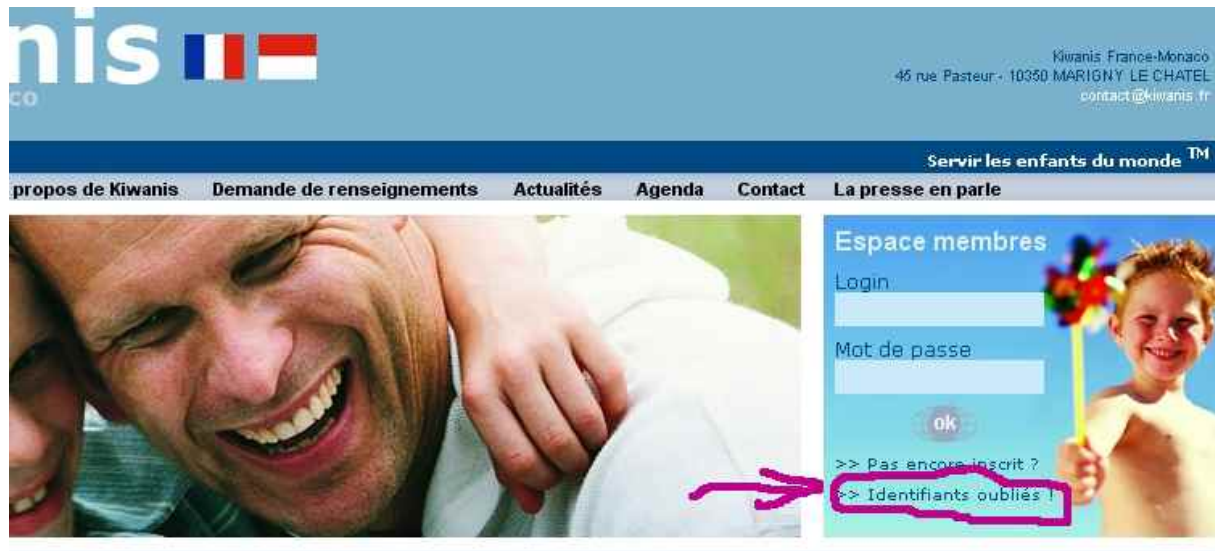 nis
co
Kiwanis France-Monaco
45 rue Pasteur - 10350 MARIGNY LE CHATEL
contact@kiwanis.fr
Servir les enfants du monde TM
propos de Kiwanis Demande de renseignements Actualités Agenda Contact La presse en parle
Espace membres
Login
Mot de passe
ok
>> Pas encore inscrit ?
>> Identifiants oubliés !